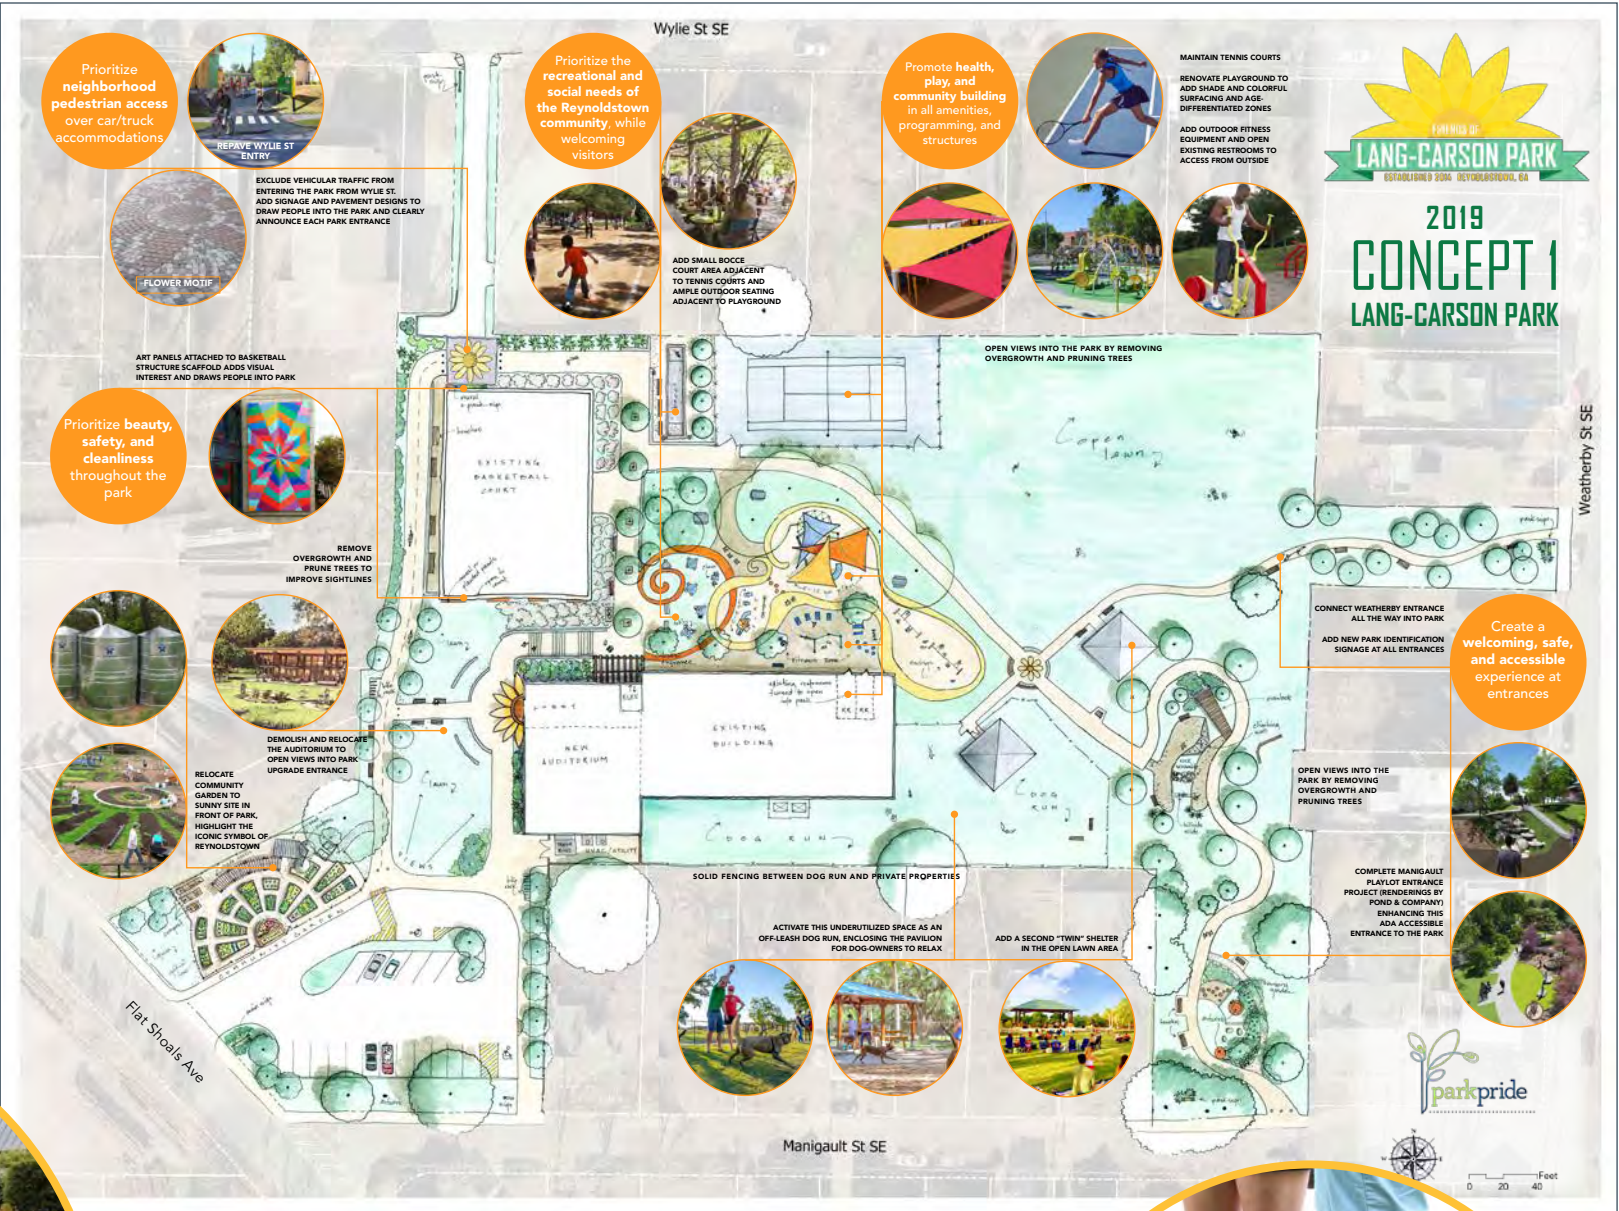 Wylie St SE
Prioritize
neighborhood
pedestrian access
over car/truck
accommodations
REPAVE WYLIE ST
ENTRY
EXCLUDE VEHICULAR TRAFFIC FROM
ENTERING THE PARK FROM WYLIE ST.
ADD SIGNAGE AND PAVEMENT DESIGNS TO
DRAW PEOPLE INTO THE PARK AND CLEARLY
ANNOUNCE EACH PARK ENTRANCE
FLOWER MOTIF
Prioritize the
recreational and
social needs of
the Reynoldstown
community, while
welcoming
visitors
ADD SMALL BOCCE
COURT AREA ADJACENT
TO TENNIS COURTS AND
AMPLE OUTDOOR SEATING
ADJACENT TO PLAYGROUND
Promote health,
play, and
community building
in all amenities,
programming, and
structures
MAINTAIN TENNIS COURTS
RENOVATE PLAYGROUND TO
ADD SHADE AND COLORFUL
SURFACING AND AGE-
DIFFERENTIATED ZONES
ADD OUTDOOR FITNESS
EQUIPMENT AND OPEN
EXISTING RESTROOMS TO
ACCESS FROM OUTSIDE
FRIENDS OF
LANG-CARSON PARK
ESTABLISHED 2014 REYNOLDSTOWN, GA
2019
CONCEPT 1
LANG-CARSON PARK
OPEN VIEWS INTO THE PARK BY REMOVING
OVERGROWTH AND PRUNING TREES
ART PANELS ATTACHED TO BASKETBALL
STRUCTURE SCAFFOLD ADDS VISUAL
INTEREST AND DRAWS PEOPLE INTO PARK
Prioritize beauty,
safety, and
cleanliness
throughout the
park
REMOVE
OVERGROWTH AND
PRUNE TREES TO
IMPROVE SIGHTLINES
EXISTING
BASKETBALL
COURT
open
lawn
Weatherby St SE
CONNECT WEATHERBY ENTRANCE
ALL THE WAY INTO PARK
ADD NEW PARK IDENTIFICATION
SIGNAGE AT ALL ENTRANCES
Create a
welcoming, safe,
and accessible
experience at
entrances
DEMOLISH AND RELOCATE
THE AUDITORIUM TO
OPEN VIEWS INTO PARK
UPGRADE ENTRANCE
RELOCATE
COMMUNITY
GARDEN TO
SUNNY SITE IN
FRONT OF PARK,
HIGHLIGHT THE
ICONIC SYMBOL OF
REYNOLDSTOWN
lawn
lawn
VIEWS
LOBBY
NEW
AUDITORIUM
EXISTING
BUILDING
RR RR
HVAC/UTILITY
DOG RUN
DOG
RUN
COMMUNITY GARDEN
OPEN VIEWS INTO THE
PARK BY REMOVING
OVERGROWTH AND
PRUNING TREES
SOLID FENCING BETWEEN DOG RUN AND PRIVATE PROPERTIES
ACTIVATE THIS UNDERUTILIZED SPACE AS AN
OFF-LEASH DOG RUN, ENCLOSING THE PAVILION
FOR DOG-OWNERS TO RELAX
ADD A SECOND "TWIN" SHELTER
IN THE OPEN LAWN AREA
COMPLETE MANIGAULT
PLAYLOT ENTRANCE
PROJECT (RENDERINGS BY
POND & COMPANY)
ENHANCING THIS
ADA ACCESSIBLE
ENTRANCE TO THE PARK
Flat Shoals Ave
Manigault St SE
parkpride
N
W E
0 20 40 Feet